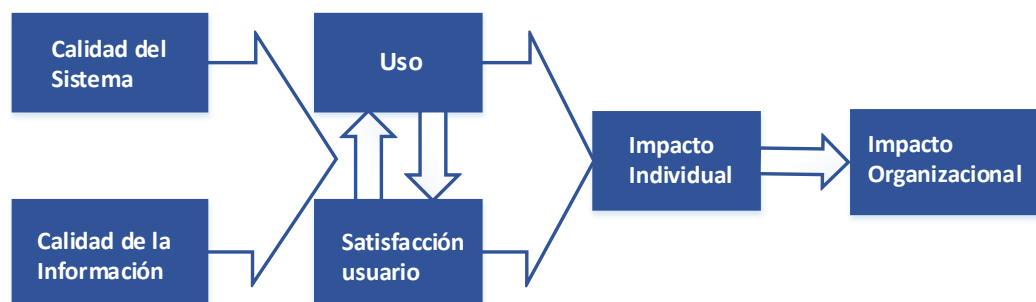 Calidad del
Sistema
Uso
Calidad de la
Información
Satisfacción
usuario
Impacto
Individual
Impacto
Organizacional